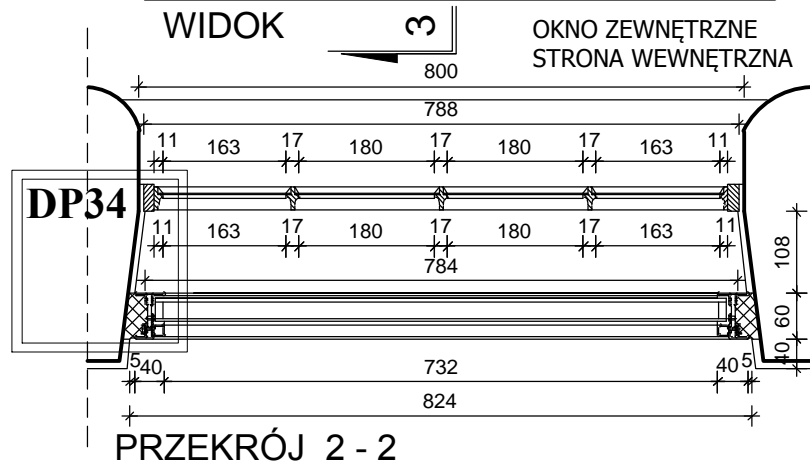 WIDOK
3
OKNO ZEWNĘTRZNE
STRONA WEWNĘTRZNA
800
788
11 163 17 180 17 180 17 163 11
DP34
11 163 17 180 17 180 17 163 11
108
784
60
40
5 40 732 40 5
824
PRZEKRÓJ 2 - 2